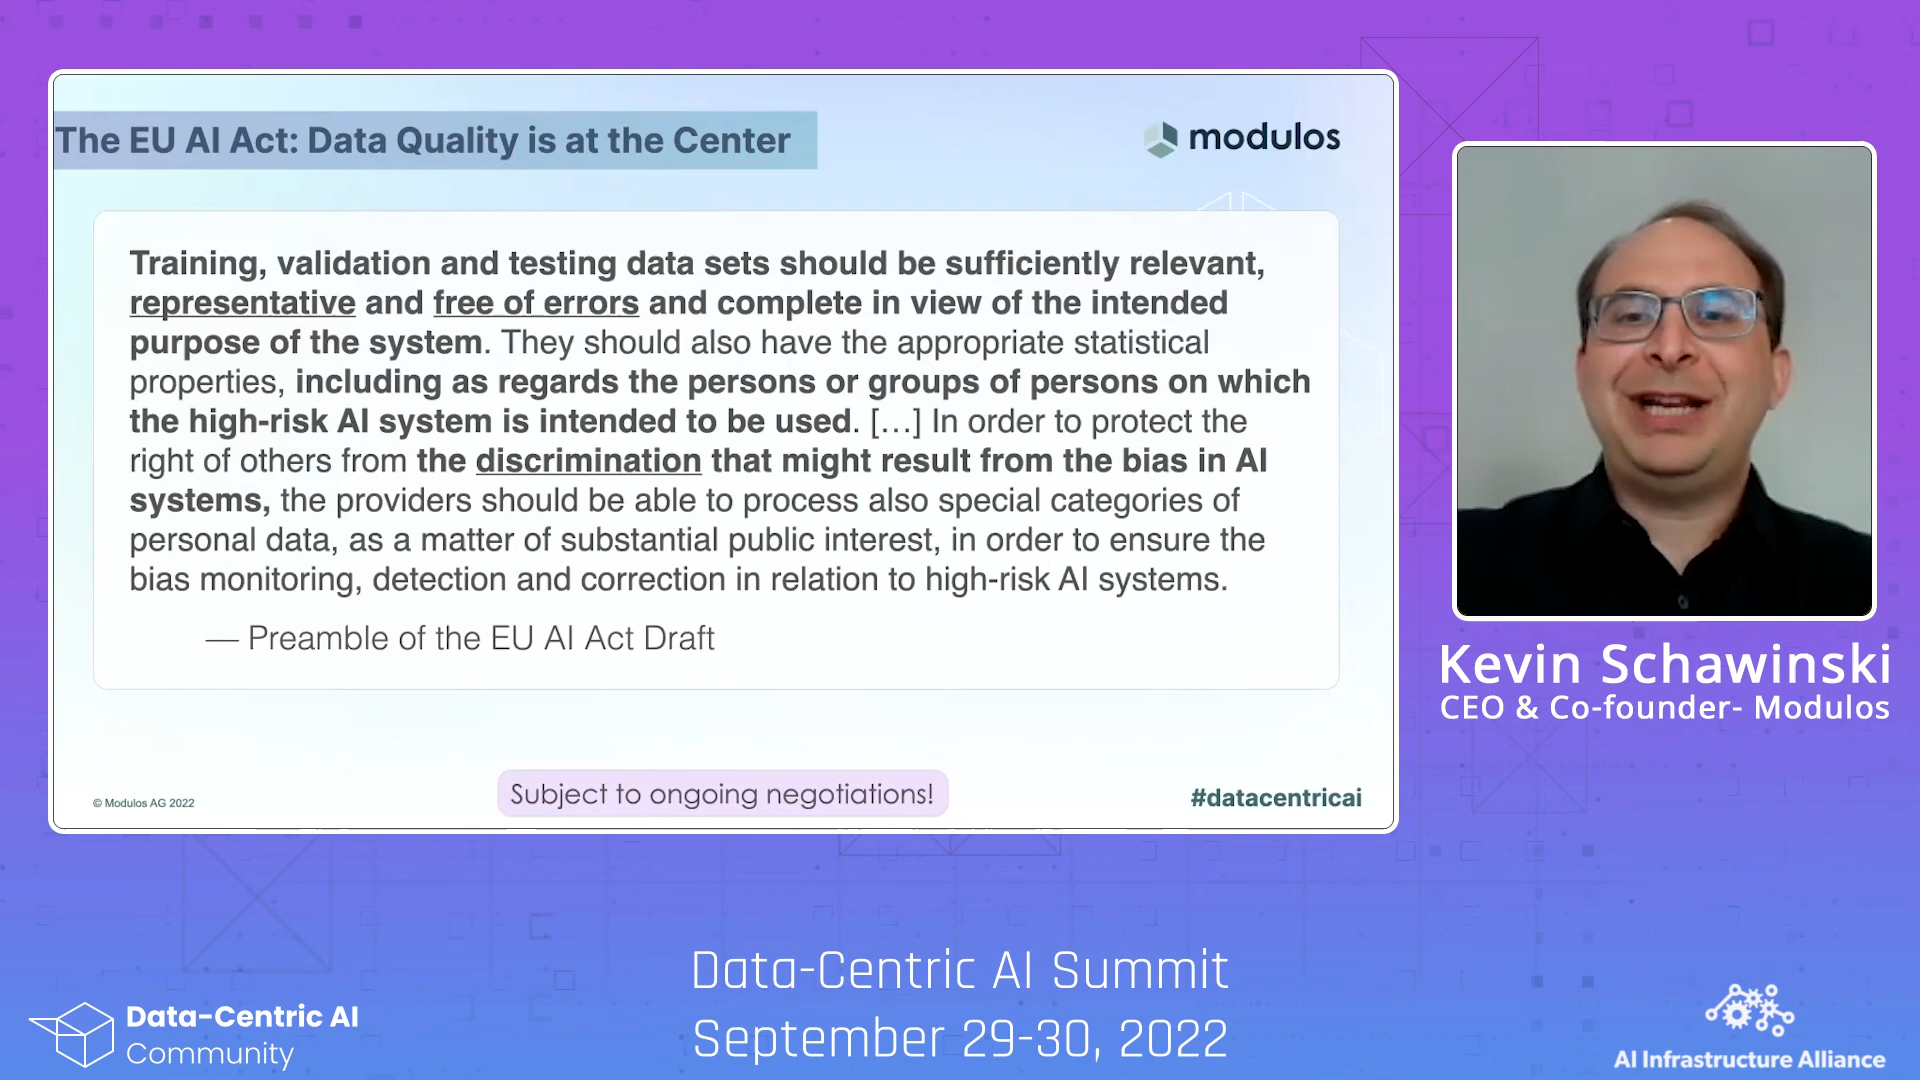 The EU AI Act: Data Quality is at the Center
modulos
Training, validation and testing data sets should be sufficiently relevant,
representative and free of errors and complete in view of the intended
purpose of the system. They should also have the appropriate statistical
properties, including as regards the persons or groups of persons on which
the high-risk AI system is intended to be used. […] In order to protect the
right of others from the discrimination that might result from the bias in AI
systems, the providers should be able to process also special categories of
personal data, as a matter of substantial public interest, in order to ensure the
bias monitoring, detection and correction in relation to high-risk AI systems.
— Preamble of the EU AI Act Draft
© Modulos AG 2022
Subject to ongoing negotiations!
#datacentricai
Kevin Schawinski
CEO & Co-founder- Modulos
Data-Centric AI Summit
September 29-30, 2022
Data-Centric AI
Community
AI Infrastructure Alliance